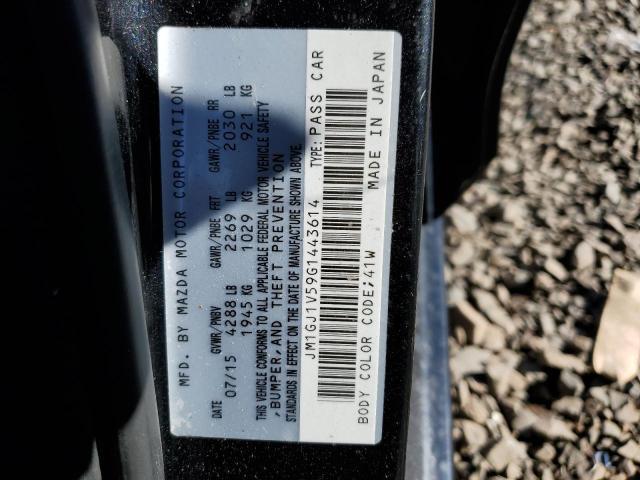 MFD. BY MAZDA MOTOR CORPORATION
DATE GVWR/PNBV GAWR/PNBE FRT GAWR/PNBE RR
07/15 4288 LB 2269 LB 2030 LB
1945 KG 1029 KG 921 KG
THIS VEHICLE CONFORMS TO ALL APPLICABLE FEDERAL MOTOR VEHICLE SAFETY
, BUMPER, AND THEFT PREVENTION
STANDARDS IN EFFECT ON THE DATE OF MANUFACTURE SHOWN ABOVE.
JM1GJ1V59G1443614 TYPE: PASS CAR
BODY COLOR CODE;41W MADE IN JAPAN